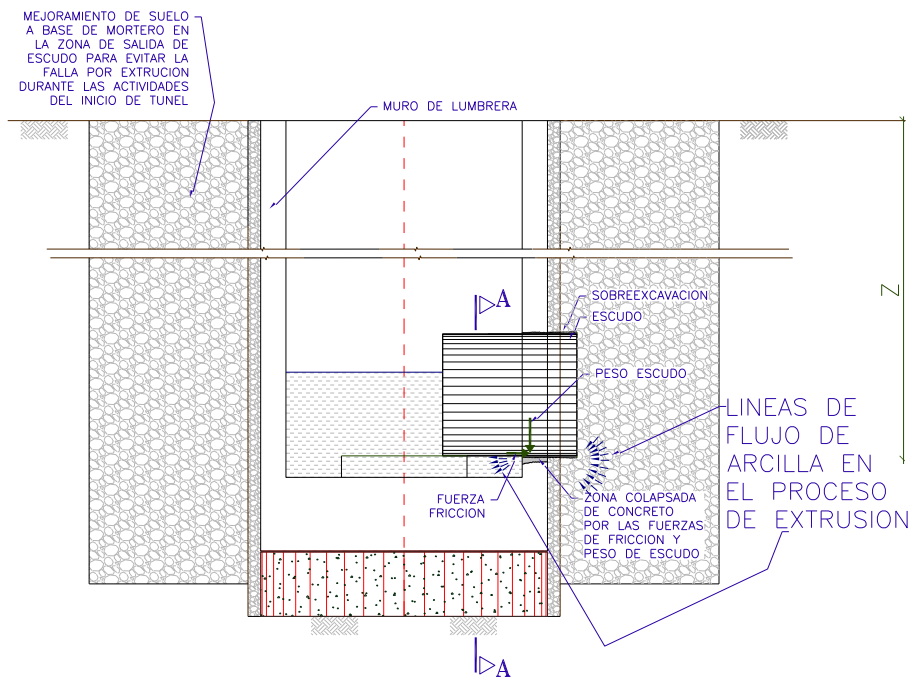 MEJORAMIENTO DE SUELO
A BASE DE MORTERO EN
LA ZONA DE SALIDA DE
ESCUDO PARA EVITAR LA
FALLA POR EXTRUCION
DURANTE LAS ACTIVIDADES
DEL INICIO DE TUNEL
MURO DE LUMBRERA
Z
A
SOBREEXCAVACION
ESCUDO
PESO ESCUDO
LINEAS DE
FLUJO DE
ARCILLA EN
EL PROCESO
DE EXTRUSION
FUERZA
FRICCION
ZONA COLAPSADA
DE CONCRETO
POR LAS FUERZAS
DE FRICCION Y
PESO DE ESCUDO
A